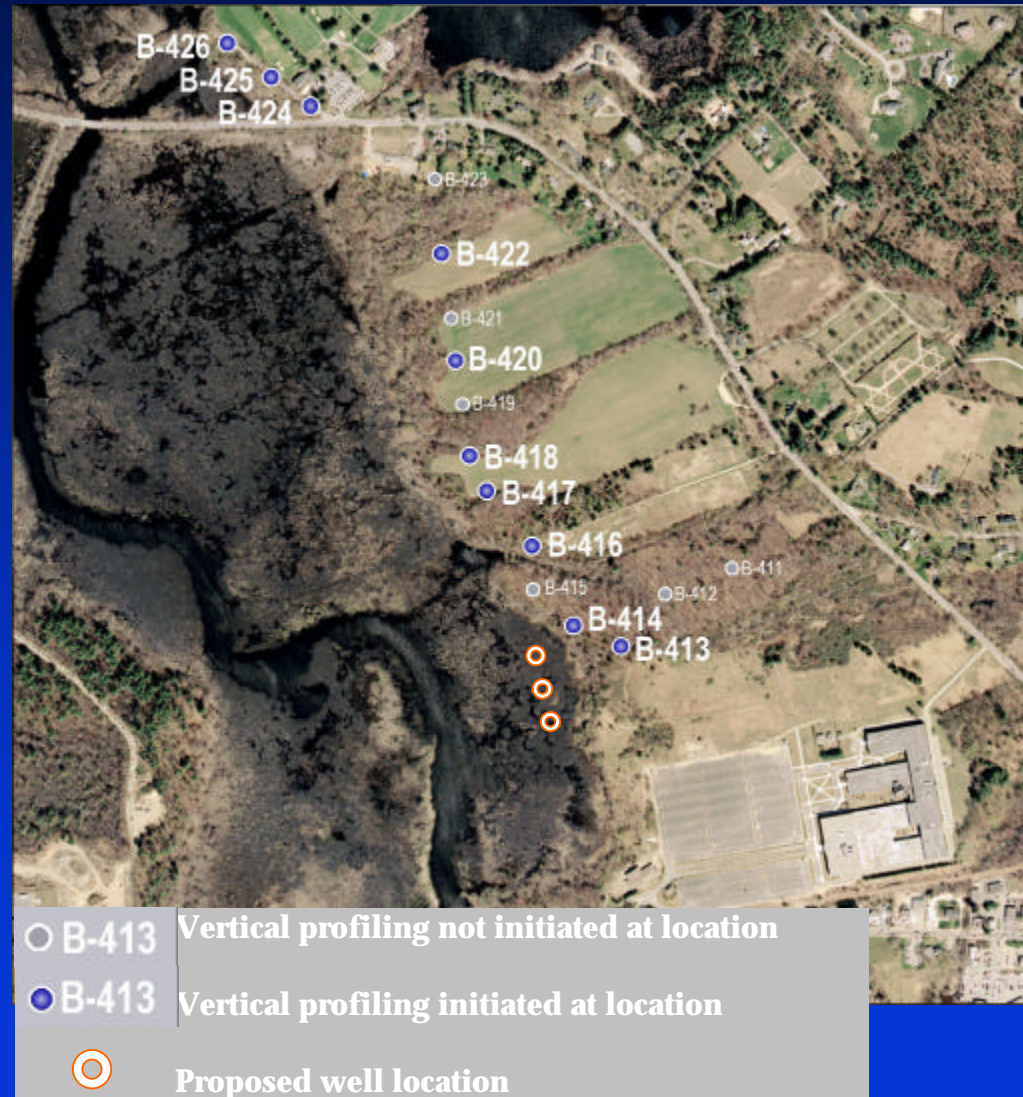 B-426
B-425
B-424
B-423
B-422
B-421
B-420
B-419
B-418
B-417
B-416
B-411
B-415
B-412
B-414
B-413
B-413 Vertical profiling not initiated at location
B-413 Vertical profiling initiated at location
Proposed well location